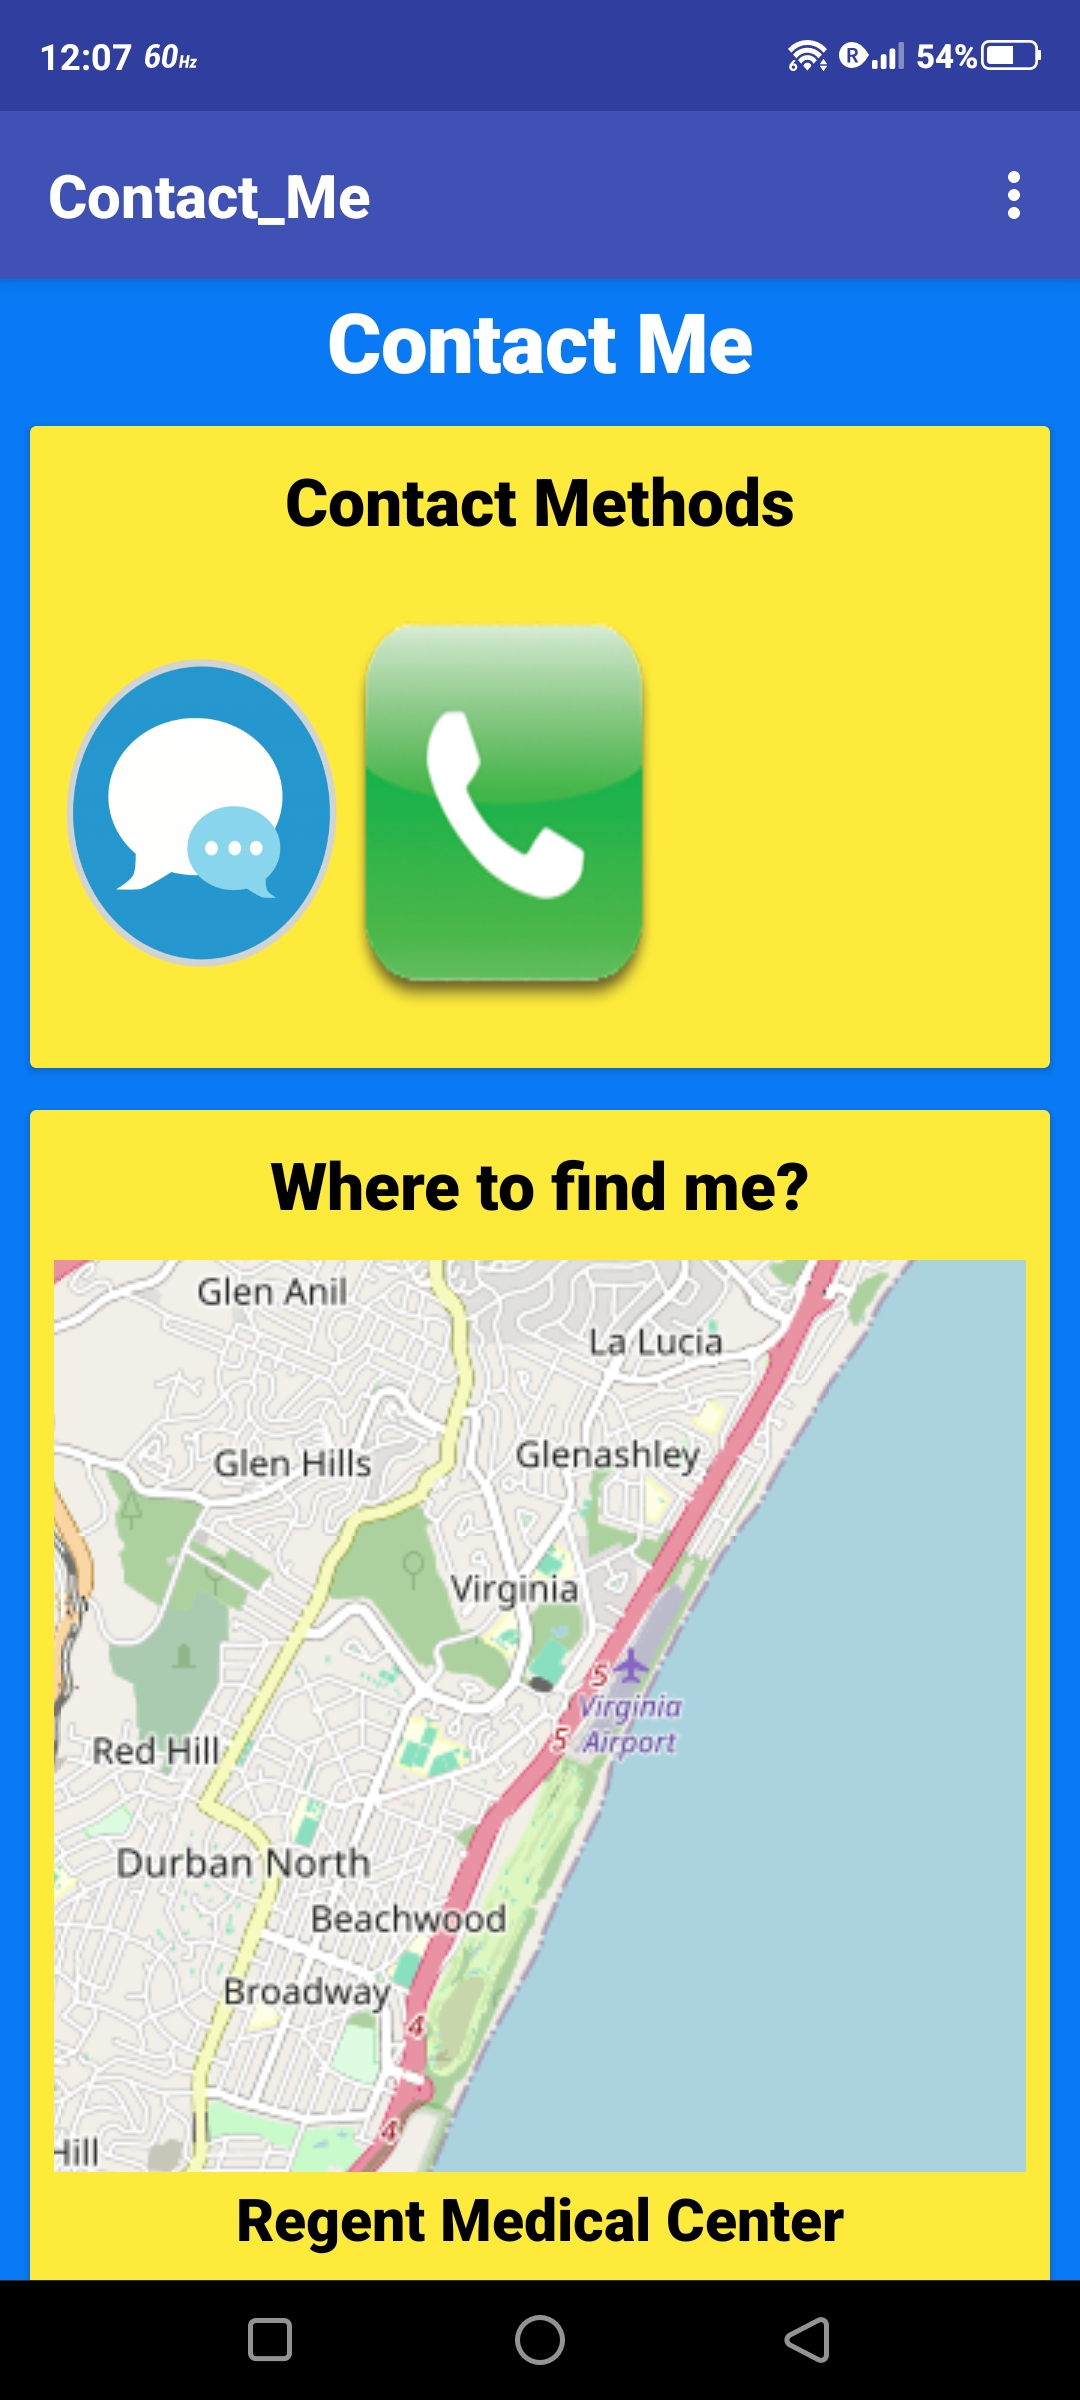 12:07 60Hz 6 R 54%
Contact_Me
Contact Me
Contact Methods
Where to find me?
Glen Anil
La Lucia
Glen Hills
Glenashley
Virginia
5
Virginia
5 Airport
Red Hill
Durban North
Beachwood
Broadway
4
4
Hill
Regent Medical Center